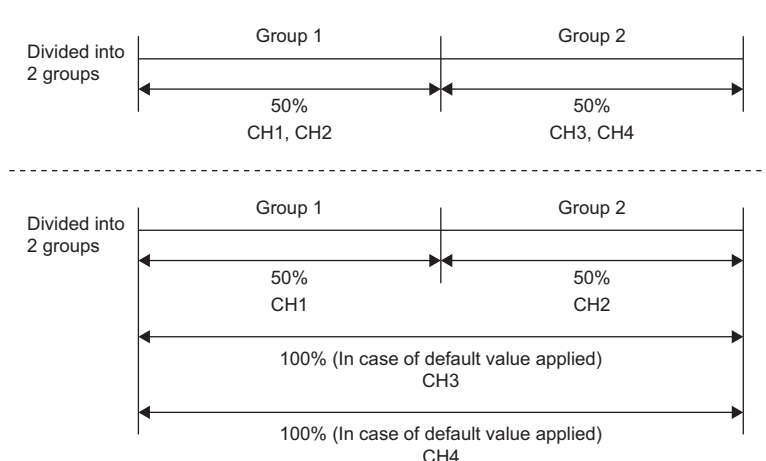 Group 1
Group 2
Divided into
2 groups
50%
50%
CH1, CH2
CH3, CH4
Group 1
Group 2
Divided into
2 groups
50%
50%
CH1
CH2
100% (In case of default value applied)
CH3
100% (In case of default value applied)
CH4